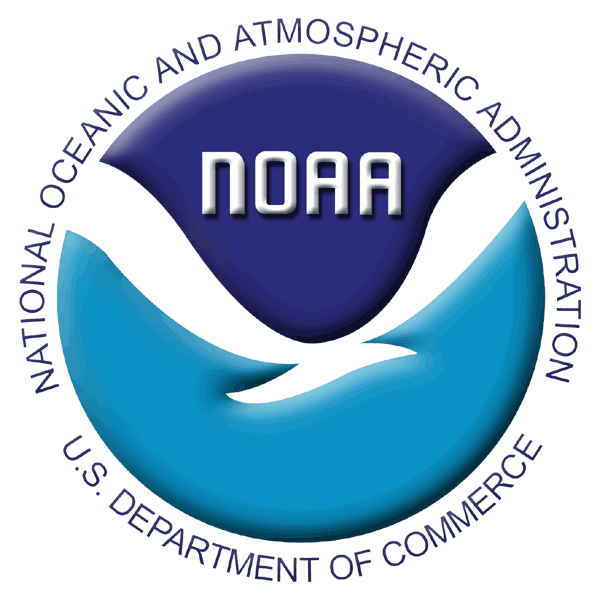 NATIONAL OCEANIC AND ATMOSPHERIC ADMINISTRATION
NOAA
U.S. DEPARTMENT OF COMMERCE